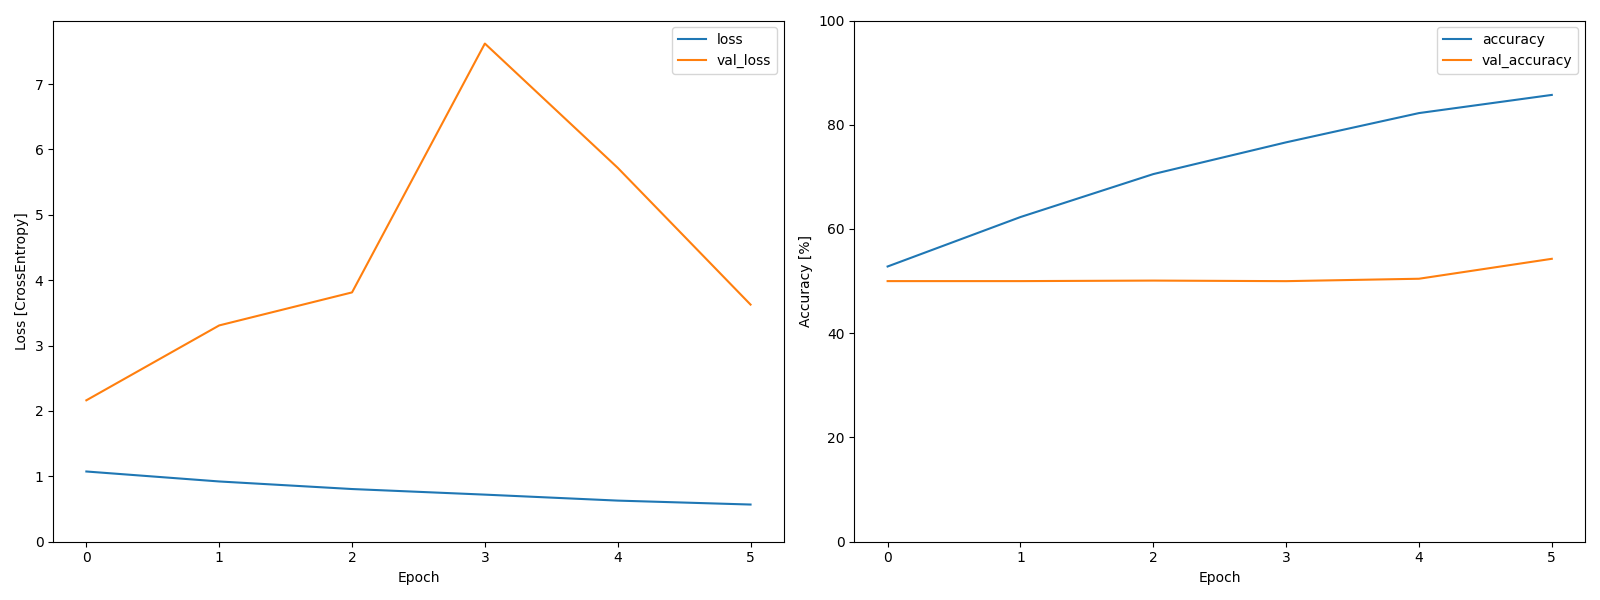 Loss [CrossEntropy]
7
6
5
4
3
2
1
0
loss
val_loss
0 1 2 3 4 5
Epoch
Accuracy [%]
100
80
60
40
20
0
accuracy
val_accuracy
0 1 2 3 4 5
Epoch